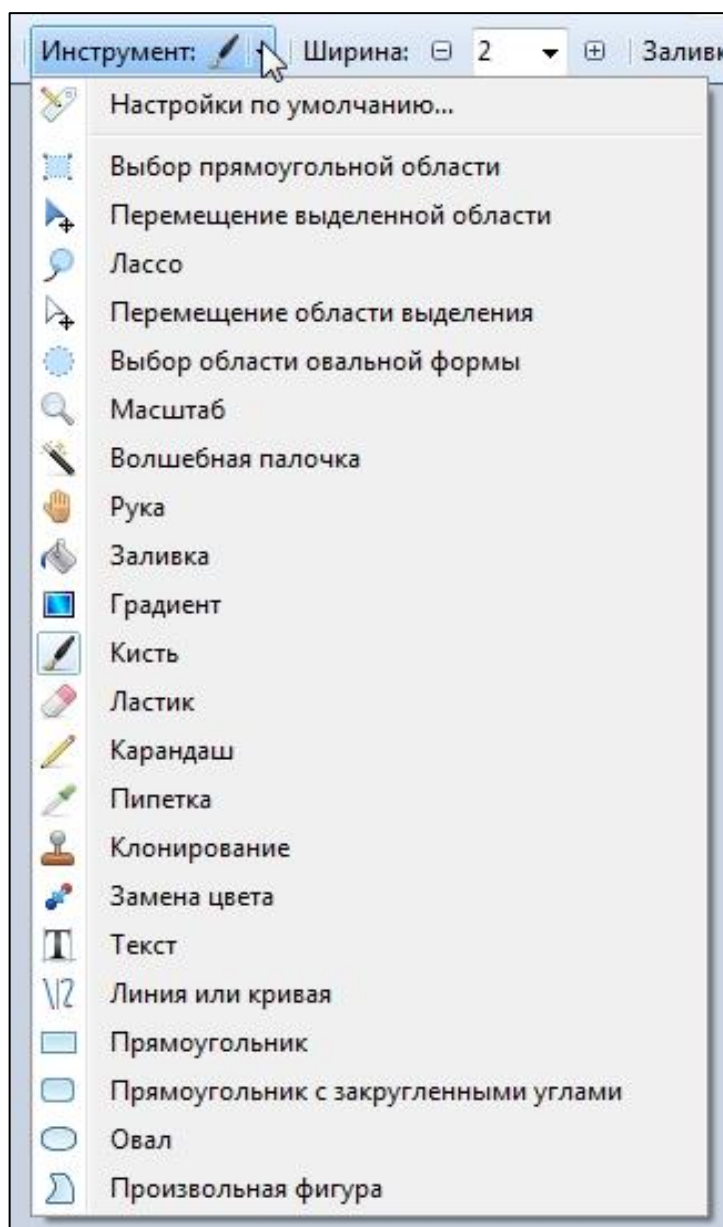 Инструмент: Ширина: 2 Заливк
Настройки по умолчанию...
Выбор прямоугольной области
Перемещение выделенной области
Лассо
Перемещение области выделения
Выбор области овальной формы
Масштаб
Волшебная палочка
Рука
Заливка
Градиент
Кисть
Ластик
Карандаш
Пипетка
Клонирование
Замена цвета
Текст
Линия или кривая
Прямоугольник
Прямоугольник с закругленными углами
Овал
Произвольная фигура